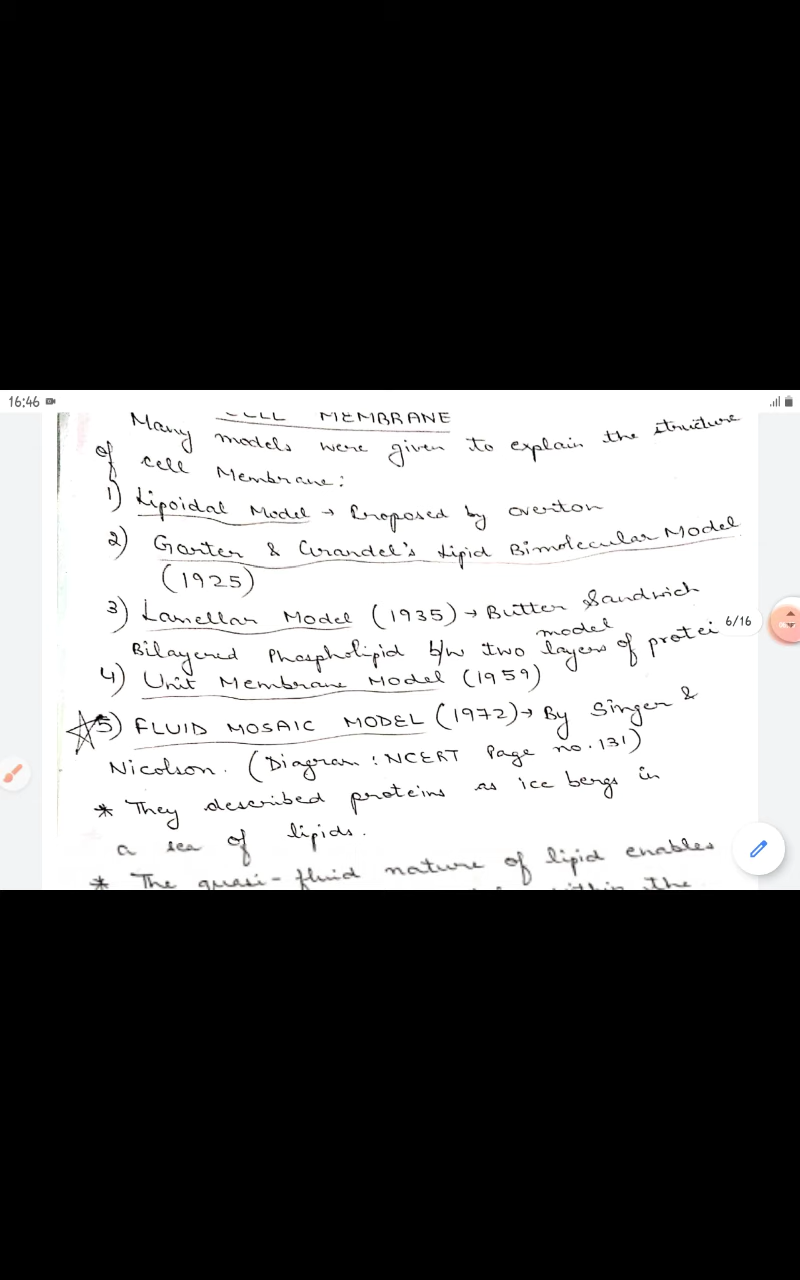 16:46
CELL MEMBRANE
Many models were given to explain the structure
of cell Membrane:
1) Lipoidal Model → Proposed by overton
2) Gorter & Grandel's Lipid Bimolecular Model
(1925)
3) Lamellar Model (1935) → Butter Sandwich
model
Bilayered Phospholipid b/w two layers of protei
6/16
4) Unit Membrane Model (1959)
5) FLUID MOSAIC MODEL (1972) → By Singer &
Nicolson. (Diagram : NCERT Page no. 131)
* They described proteins as ice bergs in
a sea of lipids.
* The quasi-fluid nature of lipid enables
within the